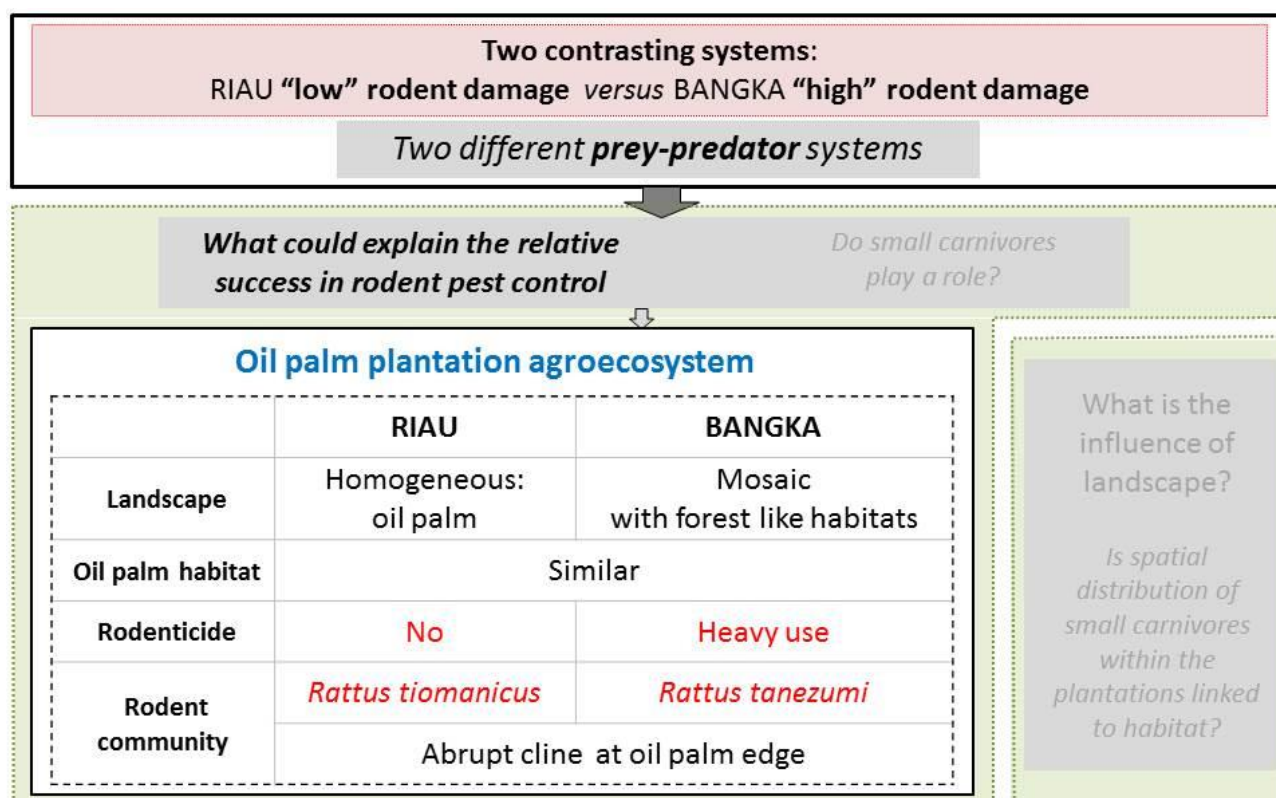 Two contrasting systems:
RIAU “low” rodent damage versus BANGKA “high” rodent damage
Two different prey-predator systems
What could explain the relative
success in rodent pest control
Do small carnivores
play a role?
Oil palm plantation agroecosystem
RIAU
BANGKA
Landscape
Homogeneous:
oil palm
Mosaic
with forest like habitats
Oil palm habitat
Similar
Rodenticide
No
Heavy use
Rodent
community
Rattus tiomanicus
Rattus tanezumi
Abrupt cline at oil palm edge
What is the
influence of
landscape?
Is spatial
distribution of
small carnivores
within the
plantations linked
to habitat?